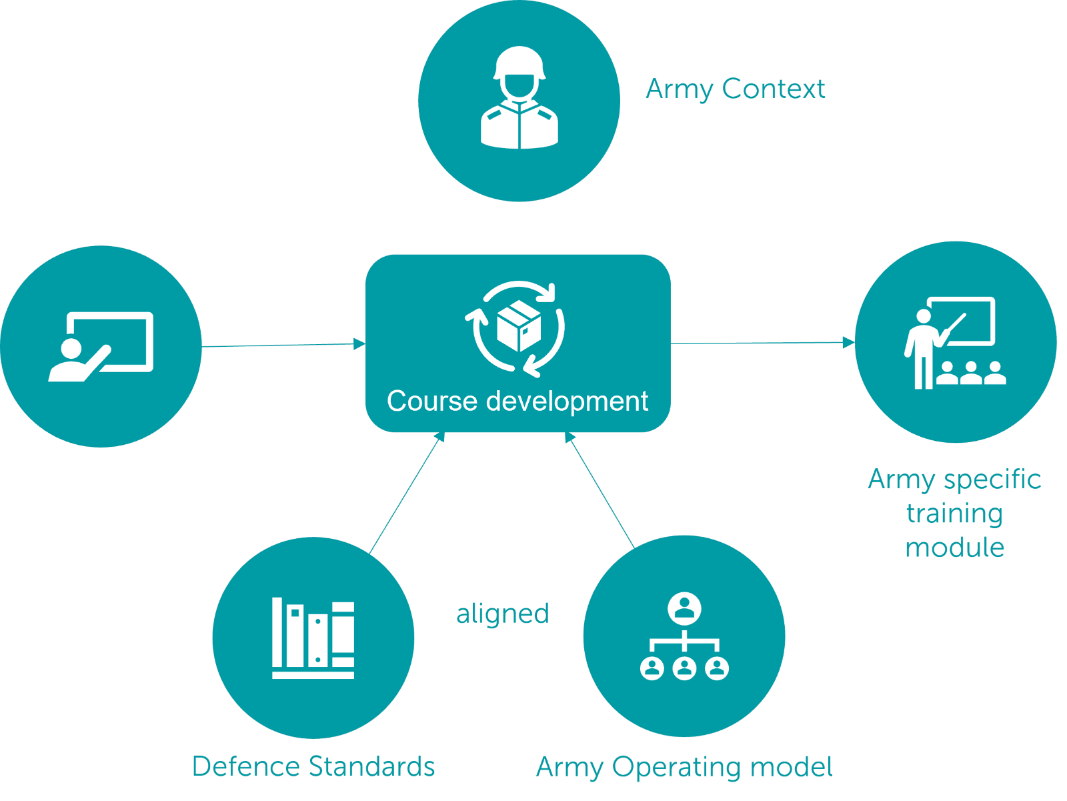 Army Context
Course development
Army specific
training
module
aligned
Defence Standards
Army Operating model